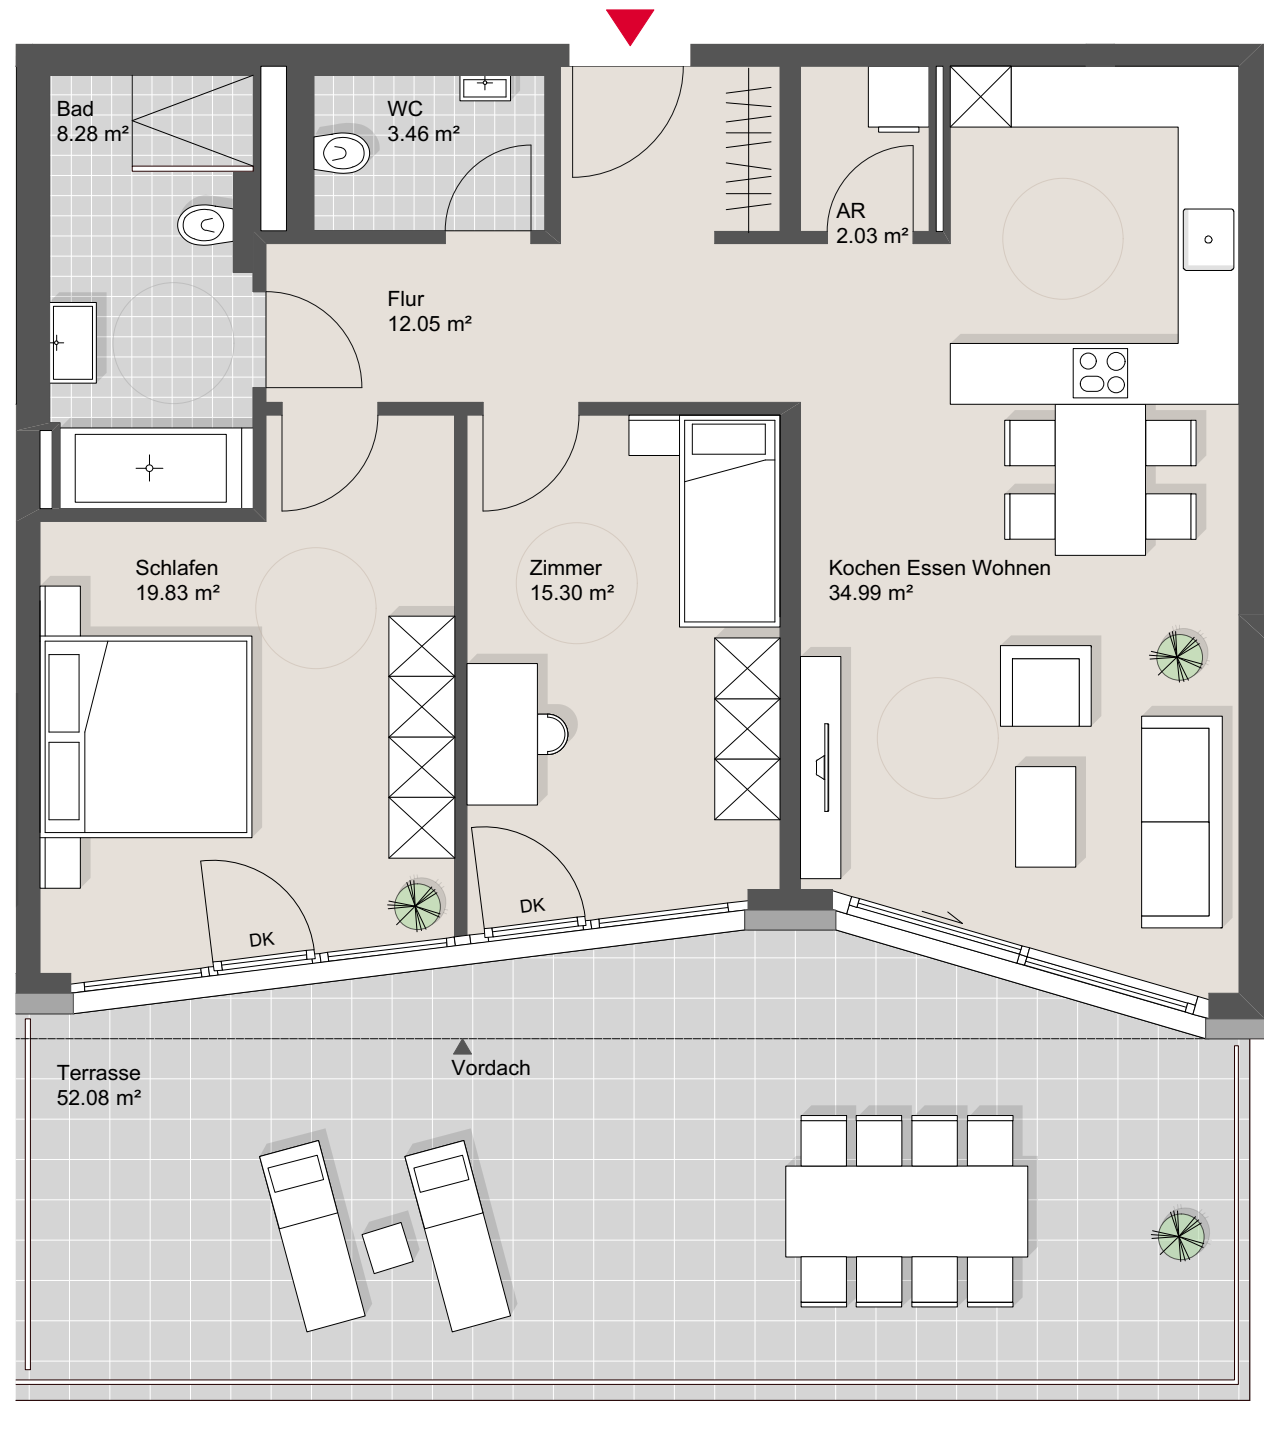 Bad
8.28 m²
WC
3.46 m²
AR
2.03 m²
Flur
12.05 m²
Schlafen
19.83 m²
Zimmer
15.30 m²
Kochen Essen Wohnen
34.99 m²
DK
DK
Vordach
Terrasse
52.08 m²